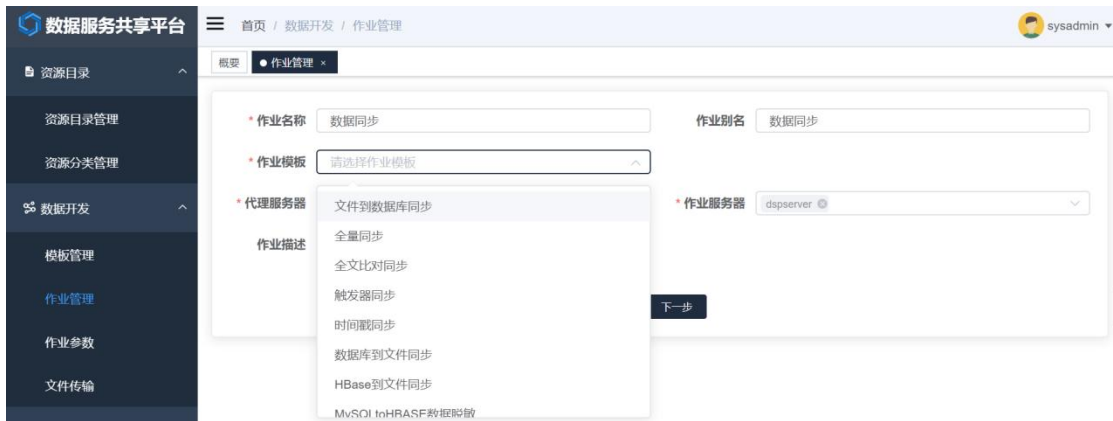 数据服务共享平台
首页 / 数据开发 / 作业管理
sysadmin
概要
作业管理 ×
资源目录
资源目录管理
资源分类管理
数据开发
模板管理
作业管理
作业参数
文件传输
* 作业名称 数据同步
作业别名 数据同步
* 作业模板 请选择作业模板
* 代理服务器
* 作业服务器 dspserver
作业描述
文件到数据库同步
全量同步
全文比对同步
触发器同步
时间戳同步
数据库到文件同步
HBase到文件同步
MySQLtoHBASE数据脱敏
下一步